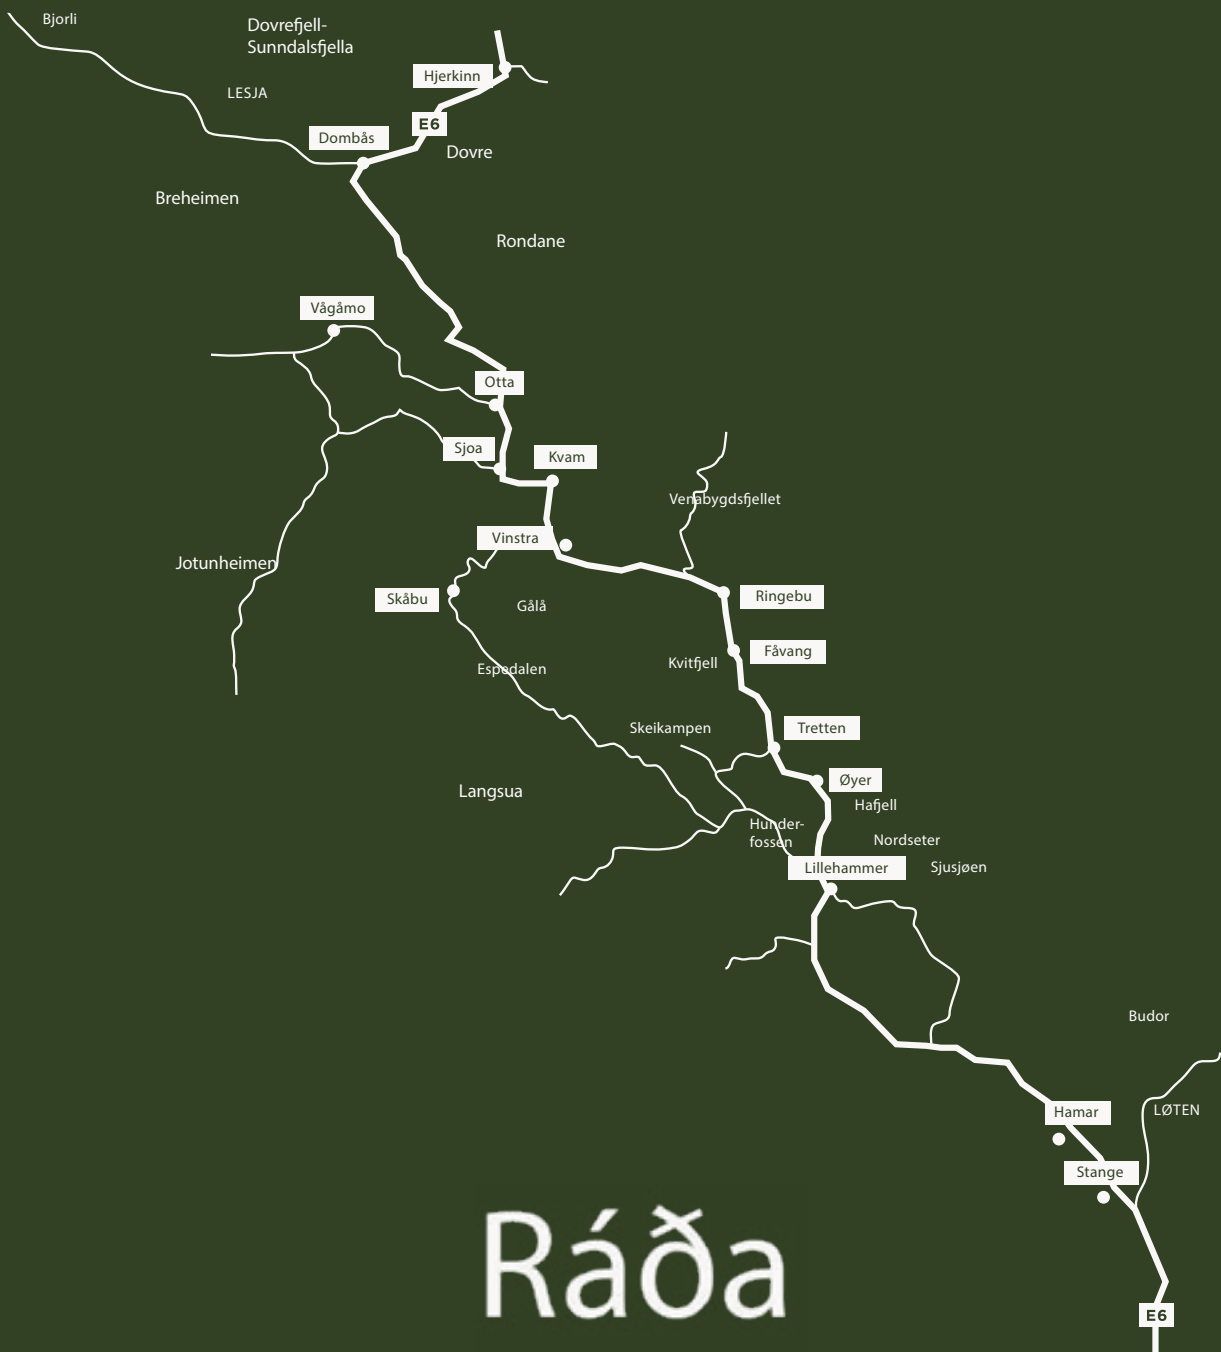 Bjorli
Dovrefjell-
Sunndalsfjella
Hjerkinn
LESJA
E6
Dombås
Dovre
Breheimen
Rondane
Vågåmo
Otta
Sjoa
Kvam
Venabygdsfjellet
Vinstra
Jotunheimen
Ringebu
Skåbu
Gålå
Fåvang
Kvitfjell
Espedalen
Skeikampen
Tretten
Øyer
Langsua
Hafjell
Hunder-
fossen
Nordseter
Lillehammer
Sjusjøen
Budor
Hamar
LØTEN
Stange
Ráða
E6